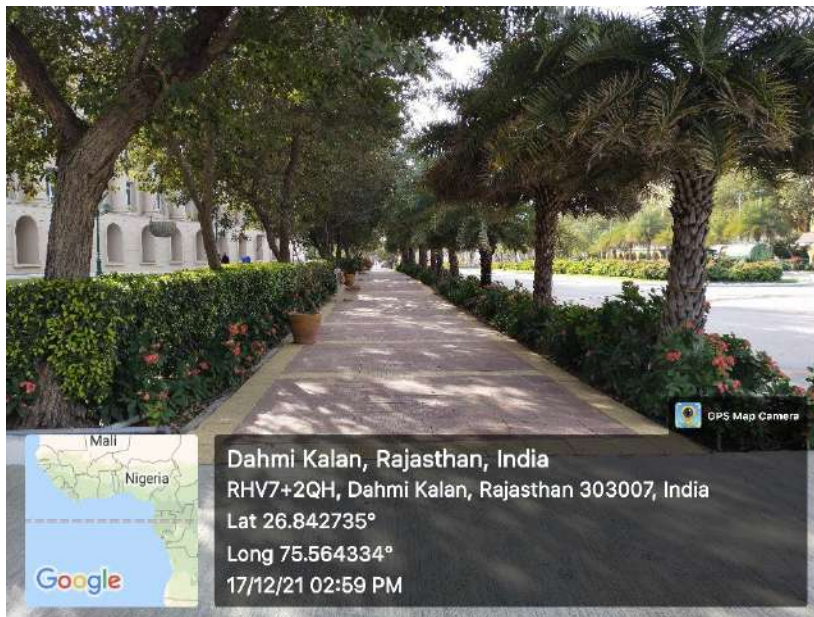 GPS Map Camera
Mali
Nigeria
Google
Dahmi Kalan, Rajasthan, India
RHV7+2QH, Dahmi Kalan, Rajasthan 303007, India
Lat 26.842735°
Long 75.564334°
17/12/21 02:59 PM